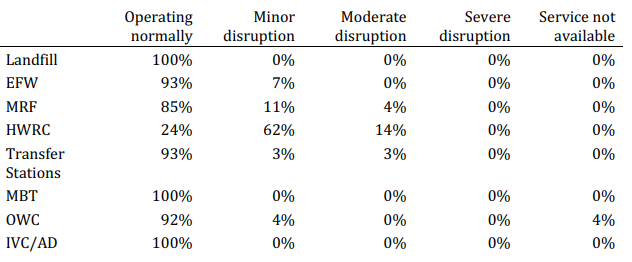 Operating normally Minor disruption Moderate disruption Severe disruption Service not available
Landfill 100% 0% 0% 0% 0%
EFW 93% 7% 0% 0% 0%
MRF 85% 11% 4% 0% 0%
HWRC 24% 62% 14% 0% 0%
Transfer Stations 93% 3% 3% 0% 0%
MBT 100% 0% 0% 0% 0%
OWC 92% 4% 0% 0% 4%
IVC/AD 100% 0% 0% 0% 0%